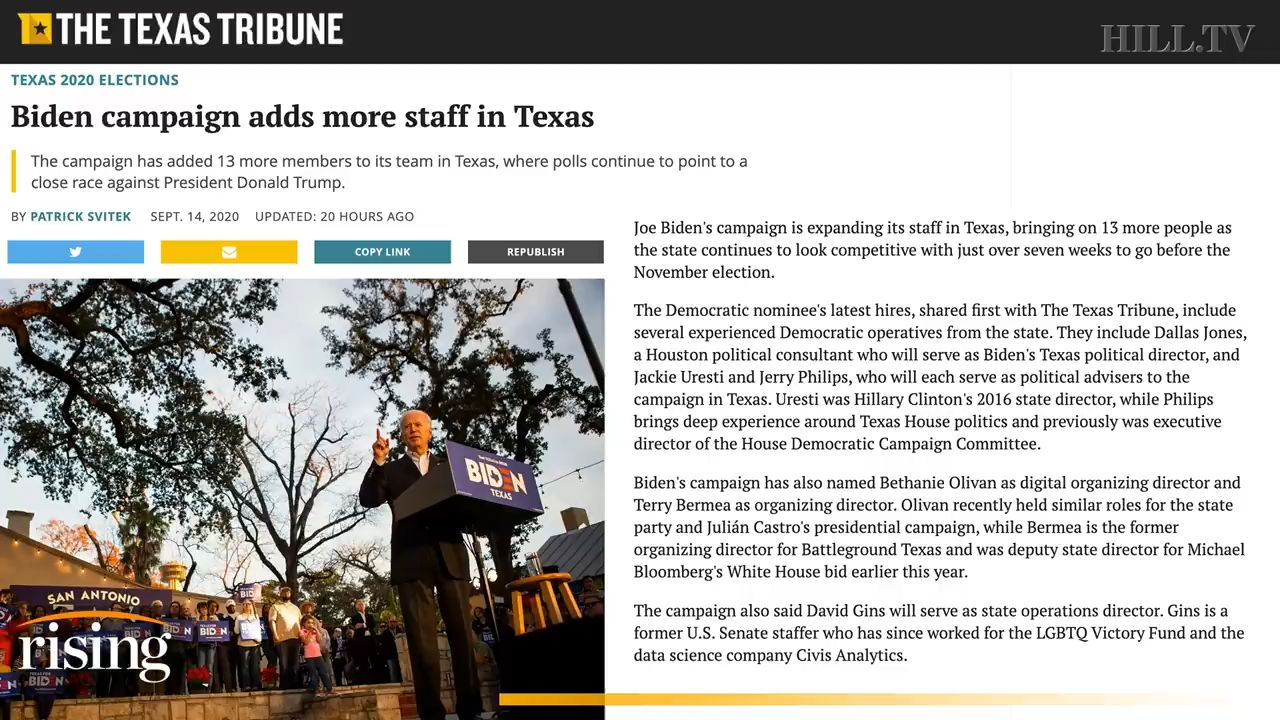 THE TEXAS TRIBUNE
HILL.TV
TEXAS 2020 ELECTIONS
Biden campaign adds more staff in Texas
The campaign has added 13 more members to its team in Texas, where polls continue to point to a
close race against President Donald Trump.
BY PATRICK SVITEK SEPT. 14, 2020 UPDATED: 20 HOURS AGO
COPY LINK
REPUBLISH
Joe Biden's campaign is expanding its staff in Texas, bringing on 13 more people as
the state continues to look competitive with just over seven weeks to go before the
November election.
The Democratic nominee's latest hires, shared first with The Texas Tribune, include
several experienced Democratic operatives from the state. They include Dallas Jones,
a Houston political consultant who will serve as Biden's Texas political director, and
Jackie Uresti and Jerry Philips, who will each serve as political advisers to the
campaign in Texas. Uresti was Hillary Clinton's 2016 state director, while Philips
brings deep experience around Texas House politics and previously was executive
director of the House Democratic Campaign Committee.
Biden's campaign has also named Bethanie Olivan as digital organizing director and
Terry Bermea as organizing director. Olivan recently held similar roles for the state
party and Julián Castro's presidential campaign, while Bermea is the former
organizing director for Battleground Texas and was deputy state director for Michael
Bloomberg's White House bid earlier this year.
The campaign also said David Gins will serve as state operations director. Gins is a
former U.S. Senate staffer who has since worked for the LGBTQ Victory Fund and the
data science company Civis Analytics.
BIDEN
TEXAS
SAN ANTONIO
BIDEN
BIDEN
rising